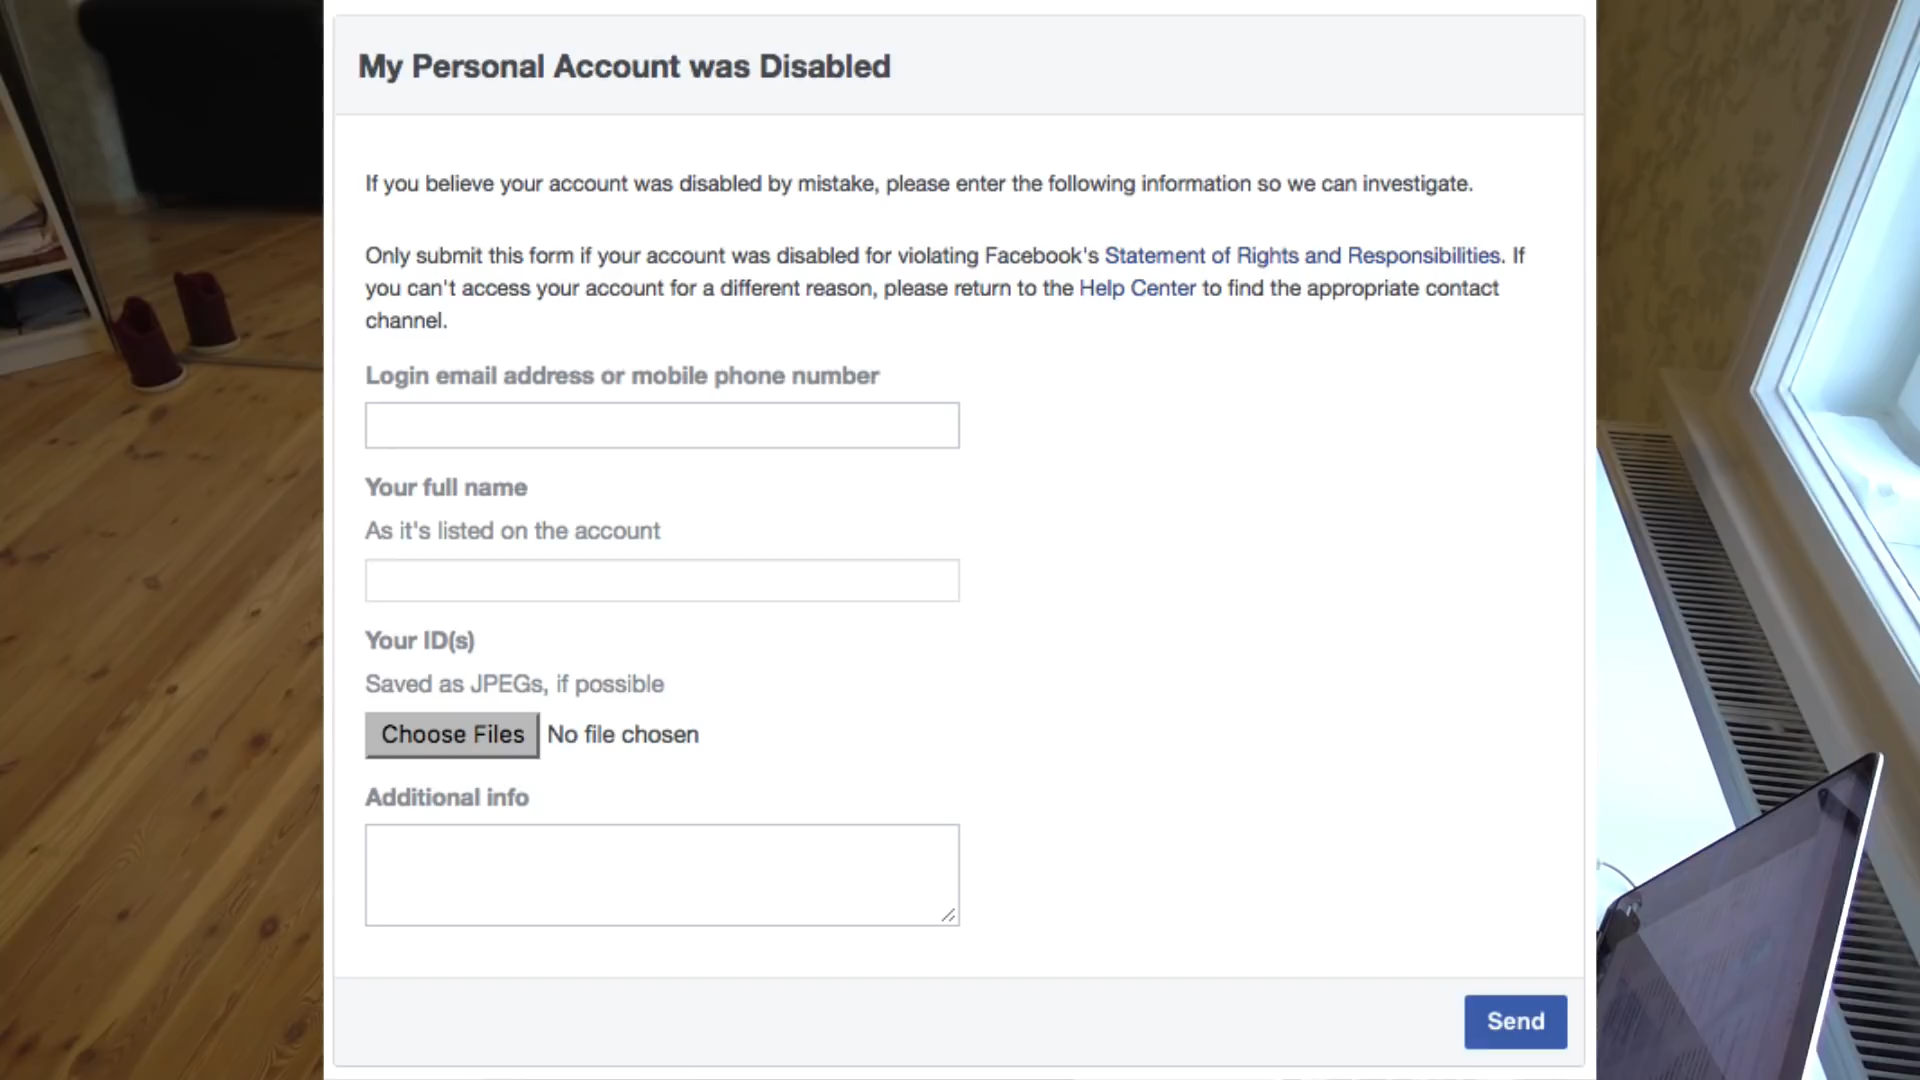 My Personal Account was Disabled
If you believe your account was disabled by mistake, please enter the following information so we can investigate.
Only submit this form if your account was disabled for violating Facebook's Statement of Rights and Responsibilities. If
you can't access your account for a different reason, please return to the Help Center to find the appropriate contact
channel.
Login email address or mobile phone number
Your full name
As it's listed on the account
Your ID(s)
Saved as JPEGs, if possible
Choose Files No file chosen
Additional info
Send